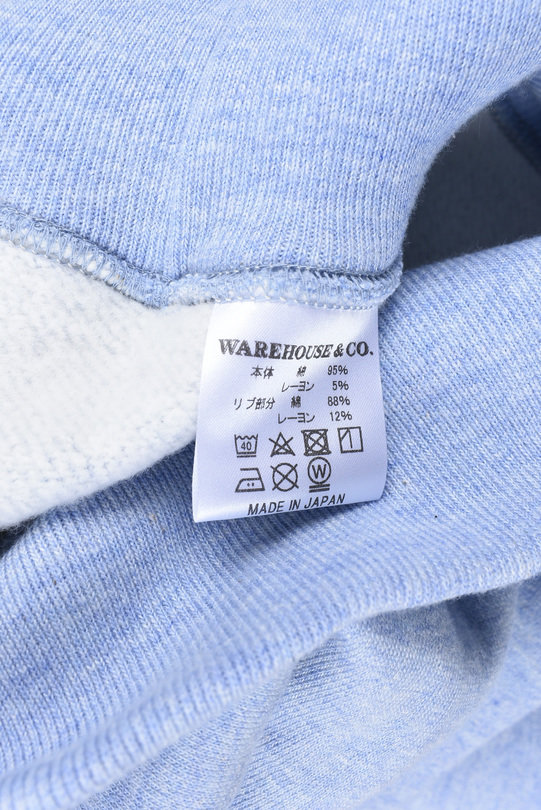 WAREHOUSE & CO.
本体 綿 95%
レーヨン 5%
リブ部分 綿 88%
レーヨン 12%
40
W
MADE IN JAPAN